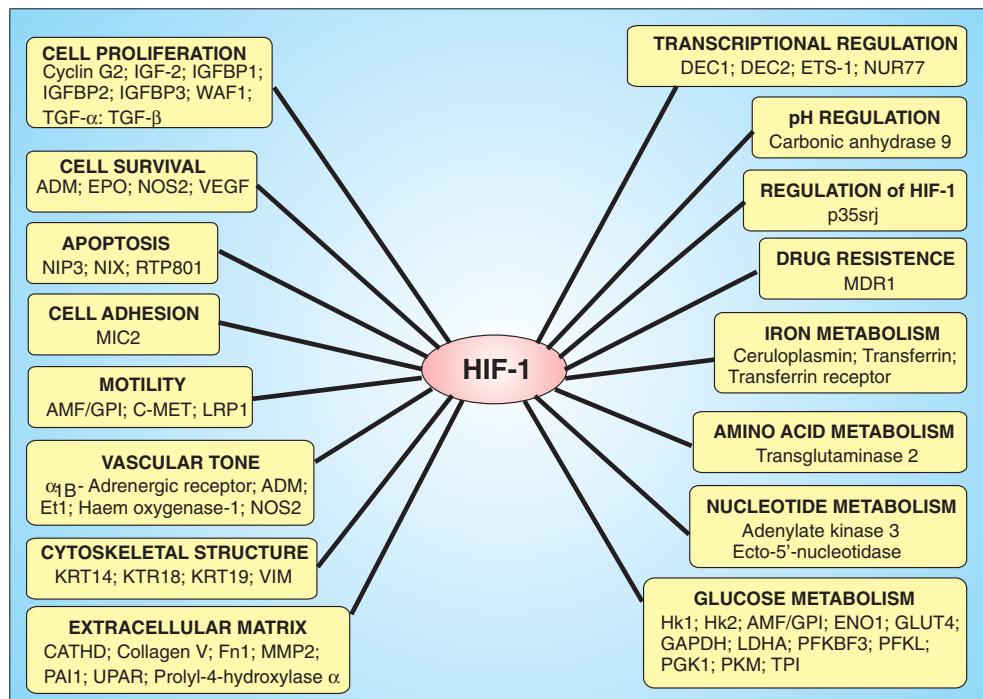 CELL PROLIFERATION
Cyclin G2; IGF-2; IGFBP1;
IGFBP2; IGFBP3; WAF1;
TGF-α: TGF-β
CELL SURVIVAL
ADM; EPO; NOS2; VEGF
APOPTOSIS
NIP3; NIX; RTP801
CELL ADHESION
MIC2
MOTILITY
AMF/GPI; C-MET; LRP1
VASCULAR TONE
α1B- Adrenergic receptor; ADM;
Et1; Haem oxygenase-1; NOS2
CYTOSKELETAL STRUCTURE
KRT14; KTR18; KRT19; VIM
EXTRACELLULAR MATRIX
CATHD; Collagen V; Fn1; MMP2;
PAI1; UPAR; Prolyl-4-hydroxylase α
HIF-1
TRANSCRIPTIONAL REGULATION
DEC1; DEC2; ETS-1; NUR77
pH REGULATION
Carbonic anhydrase 9
REGULATION of HIF-1
p35srj
DRUG RESISTENCE
MDR1
IRON METABOLISM
Ceruloplasmin; Transferrin;
Transferrin receptor
AMINO ACID METABOLISM
Transglutaminase 2
NUCLEOTIDE METABOLISM
Adenylate kinase 3
Ecto-5’-nucleotidase
GLUCOSE METABOLISM
Hk1; Hk2; AMF/GPI; ENO1; GLUT4;
GAPDH; LDHA; PFKBF3; PFKL;
PGK1; PKM; TPI